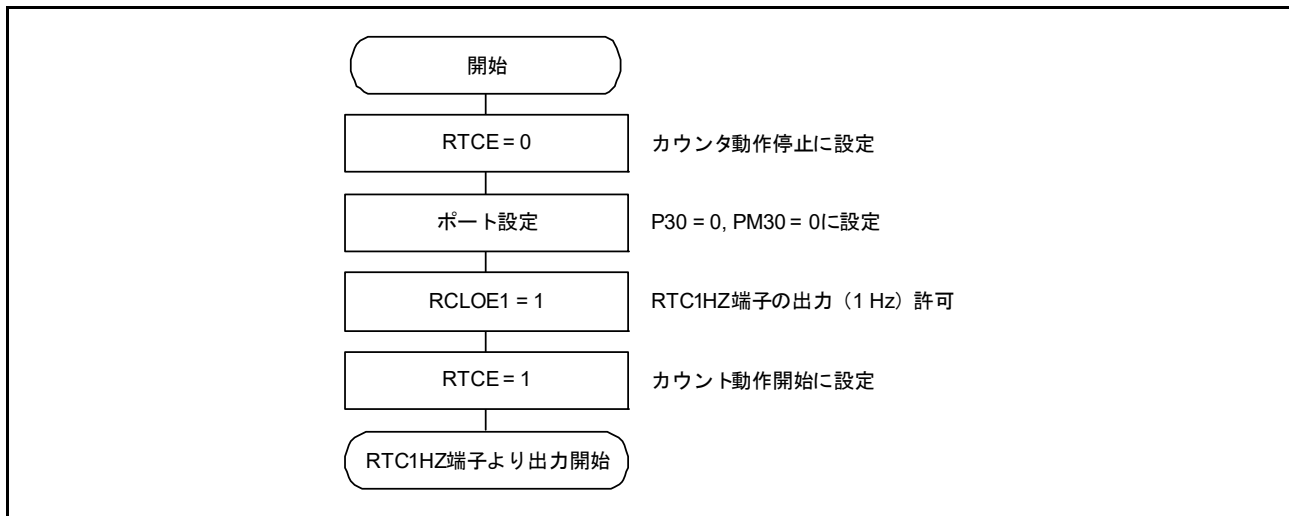 開始
RTCE = 0 カウンタ動作停止に設定
ポート設定 P30 = 0, PM30 = 0に設定
RCLOE1 = 1 RTC1HZ端子の出力（1 Hz）許可
RTCE = 1 カウント動作開始に設定
RTC1HZ端子より出力開始